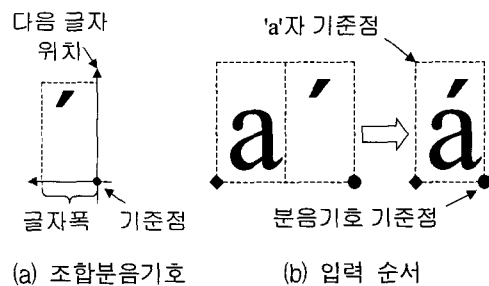 다음 글자
위치
글자폭
기준점
(a) 조합분음기호
'a'자 기준점
a ́ á
분음기호 기준점
(b) 입력 순서